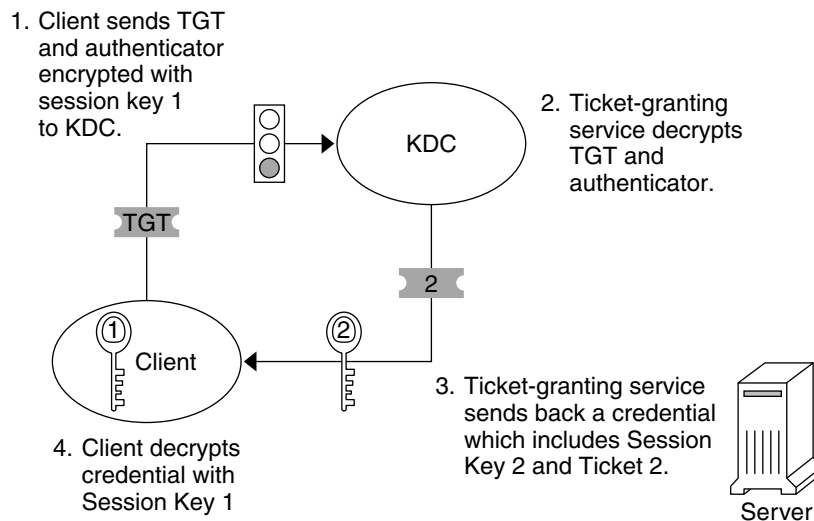 1. Client sends TGT
and authenticator
encrypted with
session key 1
to KDC.
KDC
2. Ticket-granting
service decrypts
TGT and
authenticator.
TGT
2
1
Client
2
3. Ticket-granting service
sends back a credential
which includes Session
Key 2 and Ticket 2.
4. Client decrypts
credential with
Session Key 1
Server